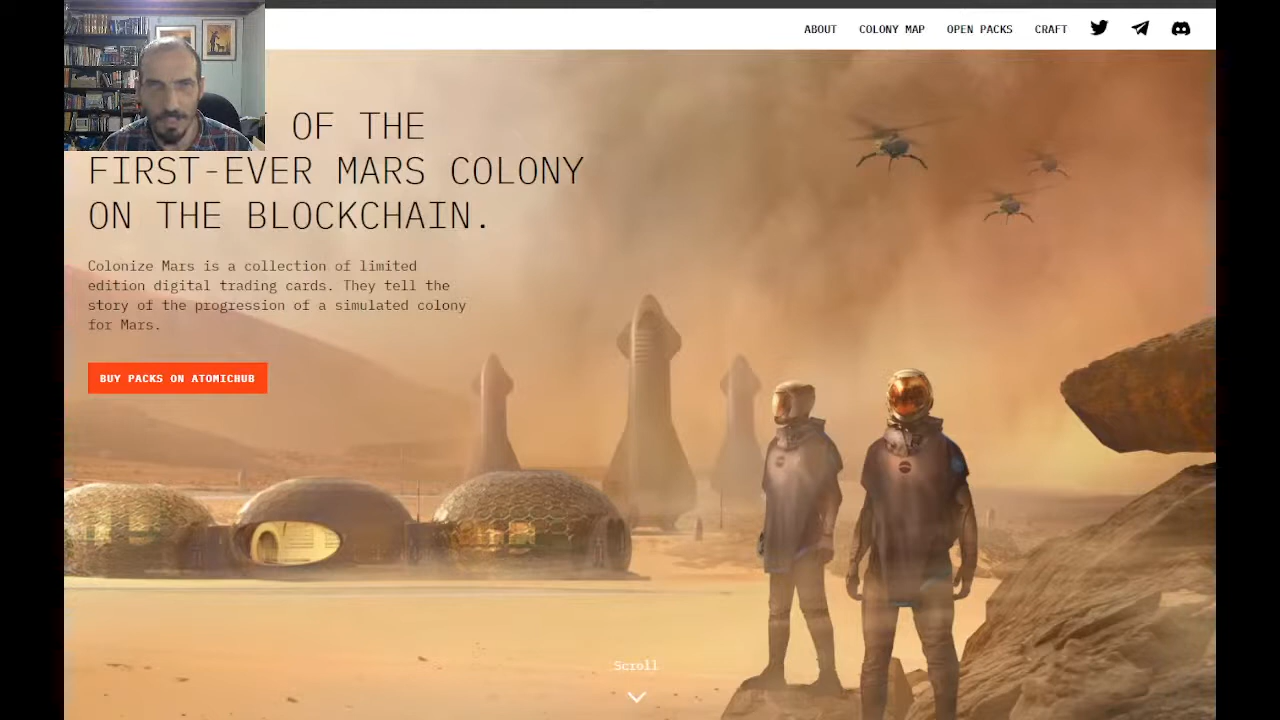 ABOUT COLONY MAP OPEN PACKS CRAFT
OF THE
FIRST-EVER MARS COLONY
ON THE BLOCKCHAIN.
Colonize Mars is a collection of limited
edition digital trading cards. They tell the
story of the progression of a simulated colony
for Mars.
BUY PACKS ON ATOMICHUB
Scroll